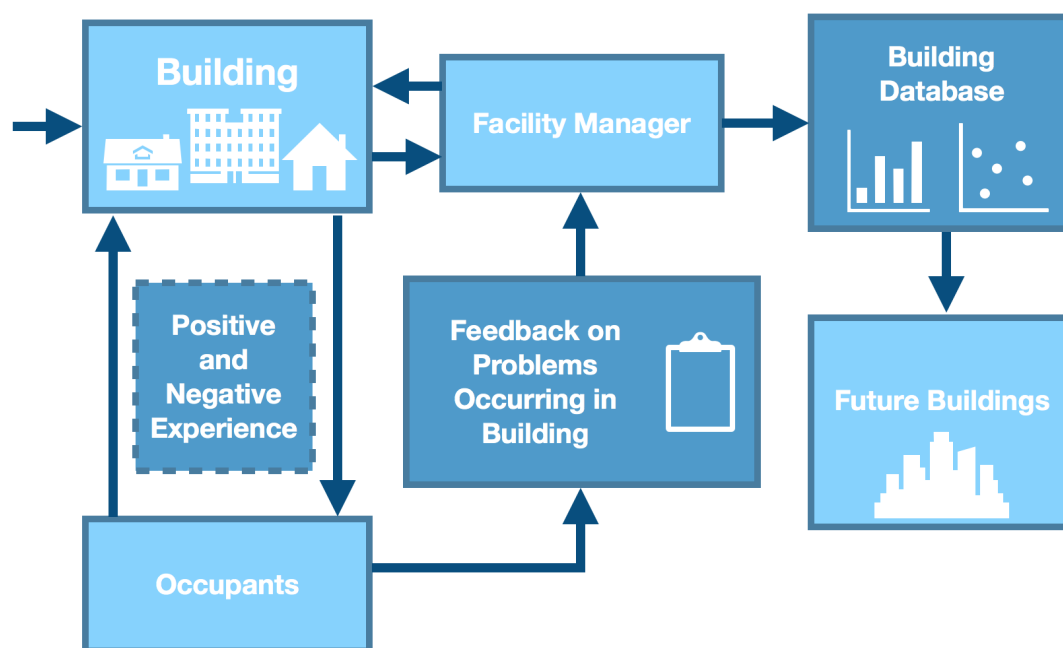 Building
Facility Manager
Building
Database
Positive
and
Negative
Experience
Feedback on
Problems
Occurring in
Building
Future Buildings
Occupants